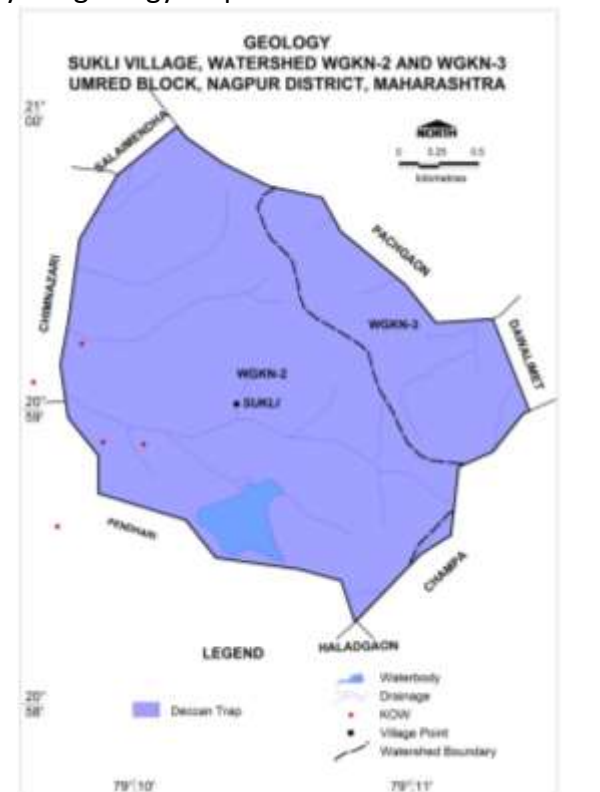 GEOLOGY
SUKLI VILLAGE, WATERSHED WGKN-2 AND WGKN-3
UMRED BLOCK, NAGPUR DISTRICT, MAHARASHTRA
21°
00'
SALAIMENDHA
NORTH
0 0.25 0.5
kilometres
PACHGAON
CHIMNAZARI
WGKN-3
DAWALIMET
WGKN-2
20°
59'
SUKLI
PENDHARI
CHAMPA
HALADGAON
LEGEND
Waterbody
Drainage
Deccan Trap
KOW
Village Point
Watershed Boundary
20°
58'
79° 10'
79° 11'